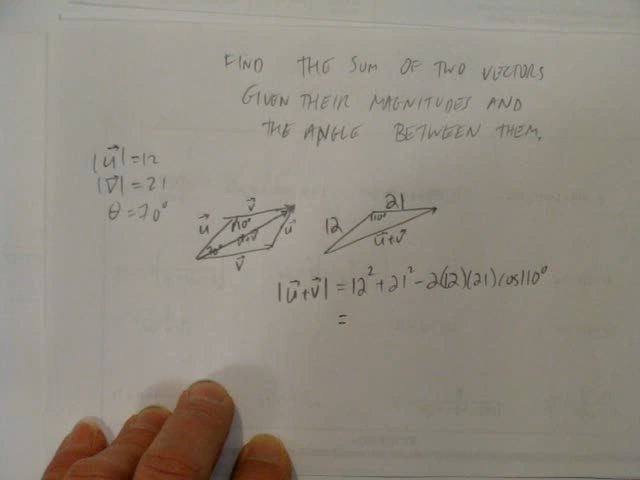 FIND THE SUM OF TWO VECTORS
GIVEN THEIR MAGNITUDES AND
THE ANGLE BETWEEN THEM.
|u⃗| = 12
|v⃗| = 21
θ = 70°
v⃗
u⃗ 110° u⃗+v⃗ u⃗
70°
v⃗
21
12 110°
u⃗+v⃗
|u⃗+v⃗| = 12² + 21² - 2(12)(21) cos110°
=